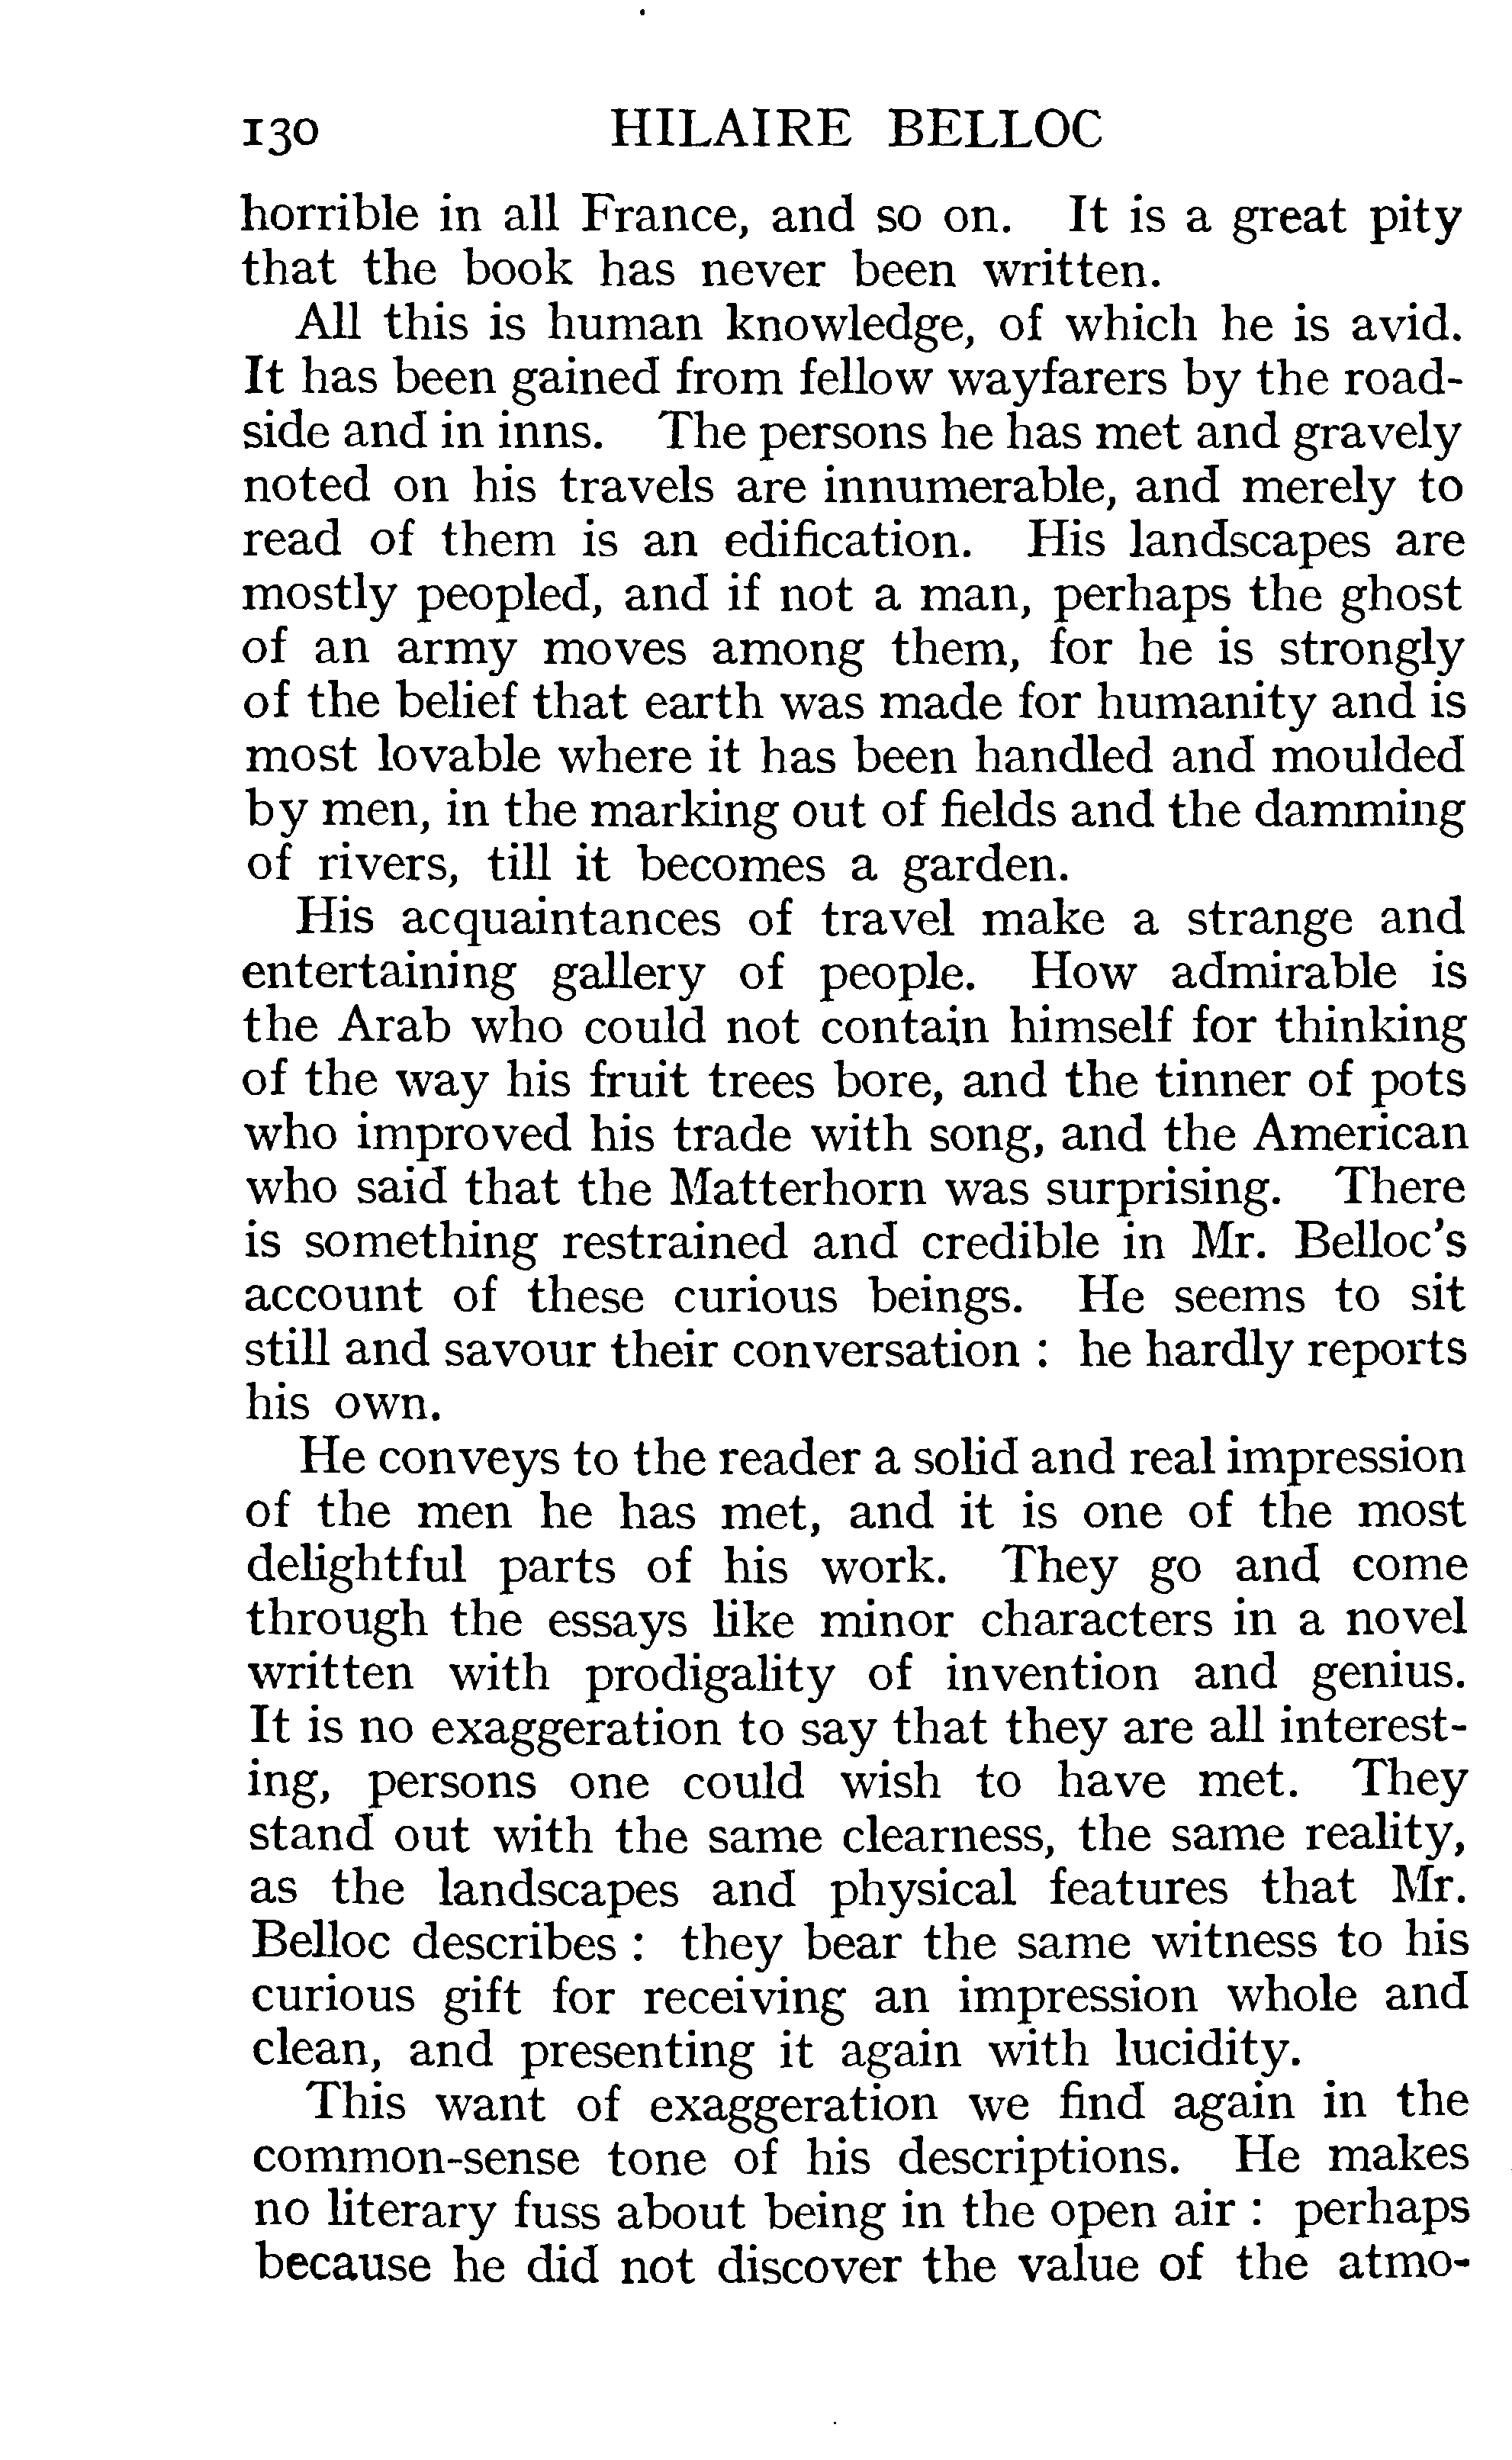 130 HILAIRE BELLOC
horrible in all France, and so on. It is a great pity
that the book has never been written.
All this is human knowledge, of which he is avid.
It has been gained from fellow wayfarers by the road-
side and in inns. The persons he has met and gravely
noted on his travels are innumerable, and merely to
read of them is an edification. His landscapes are
mostly peopled, and if not a man, perhaps the ghost
of an army moves among them, for he is strongly
of the belief that earth was made for humanity and is
most lovable where it has been handled and moulded
by men, in the marking out of fields and the damming
of rivers, till it becomes a garden.
His acquaintances of travel make a strange and
entertaining gallery of people. How admirable is
the Arab who could not contain himself for thinking
of the way his fruit trees bore, and the tinner of pots
who improved his trade with song, and the American
who said that the Matterhorn was surprising. There
is something restrained and credible in Mr. Belloc's
account of these curious beings. He seems to sit
still and savour their conversation : he hardly reports
his own.
He conveys to the reader a solid and real impression
of the men he has met, and it is one of the most
delightful parts of his work. They go and come
through the essays like minor characters in a novel
written with prodigality of invention and genius.
It is no exaggeration to say that they are all interest-
ing, persons one could wish to have met. They
stand out with the same clearness, the same reality,
as the landscapes and physical features that Mr.
Belloc describes : they bear the same witness to his
curious gift for receiving an impression whole and
clean, and presenting it again with lucidity.
This want of exaggeration we find again in the
common-sense tone of his descriptions. He makes
no literary fuss about being in the open air : perhaps
because he did not discover the value of the atmo-